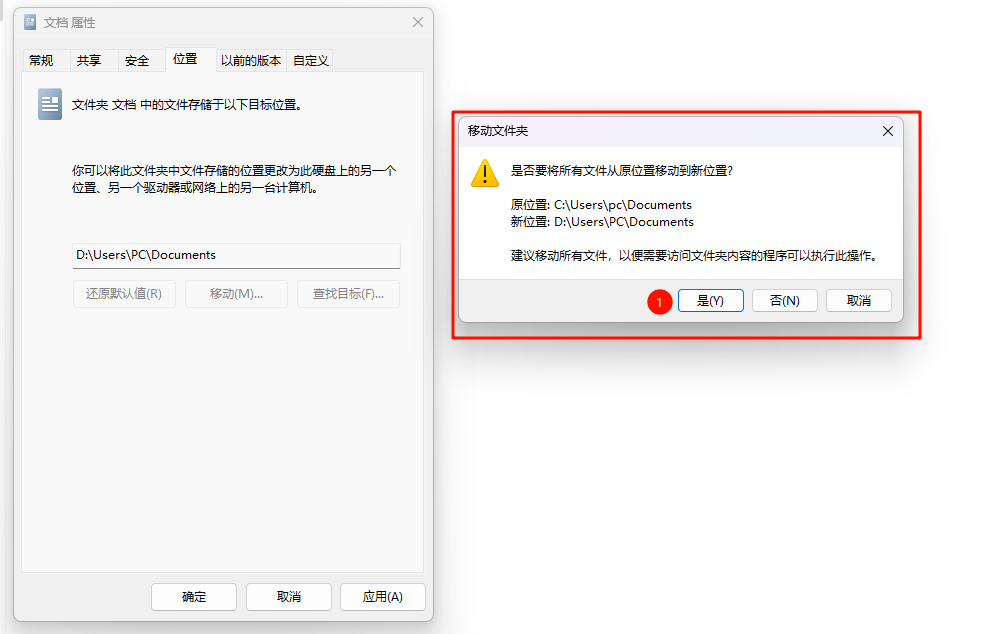 文档 属性
常规 共享 安全 位置 以前的版本 自定义
文件夹 文档 中的文件存储于以下目标位置。
你可以将此文件夹中文件存储的位置更改为此硬盘上的另一个
位置、另一个驱动器或网络上的另一台计算机。
D:\Users\PC\Documents
还原默认值(R) 移动(M)... 查找目标(F)...
确定 取消 应用(A)
移动文件夹
是否要将所有文件从原位置移动到新位置?
原位置: C:\Users\pc\Documents
新位置: D:\Users\PC\Documents
建议移动所有文件，以便需要访问文件夹内容的程序可以执行此操作。
1 是(Y) 否(N) 取消